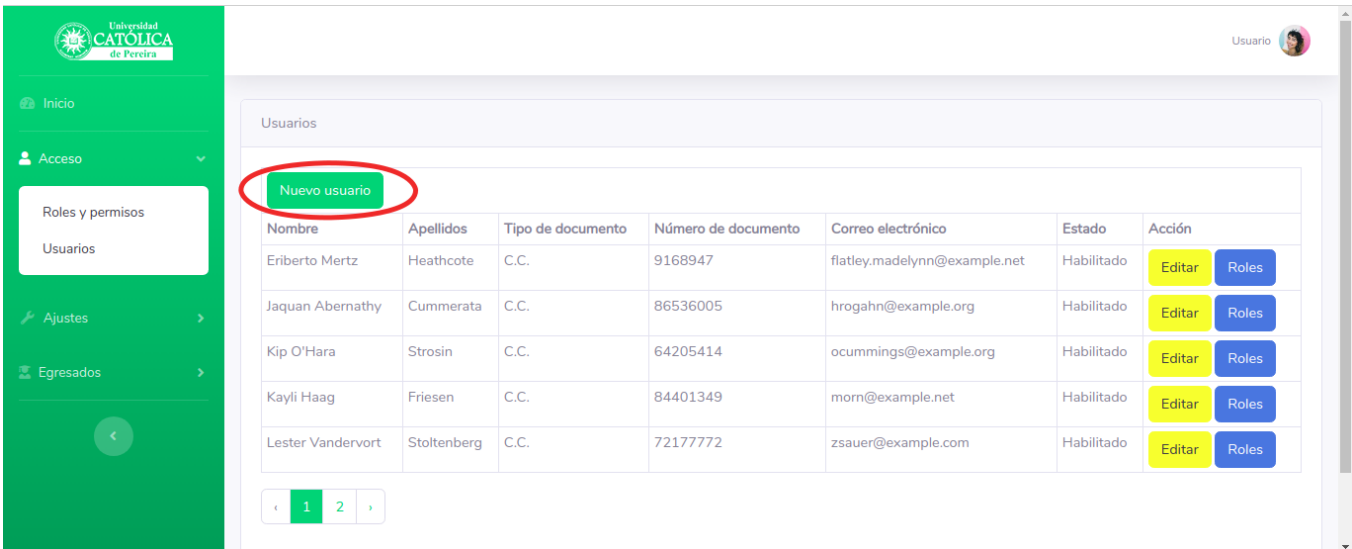 Universidad
CATÓLICA
de Pereira
Usuario
Inicio
Acceso
Roles y permisos
Usuarios
Ajustes
Egresados
Usuarios
Nuevo usuario
Nombre Apellidos Tipo de documento Número de documento Correo electrónico Estado Acción
Eriberto Mertz Heathcote C.C. 9168947 flatley.madelynn@example.net Habilitado Editar Roles
Jaquan Abernathy Cummerata C.C. 86536005 hrogahn@example.org Habilitado Editar Roles
Kip O'Hara Strosin C.C. 64205414 ocummings@example.org Habilitado Editar Roles
Kayli Haag Friesen C.C. 84401349 morn@example.net Habilitado Editar Roles
Lester Vandervort Stoltenberg C.C. 72177772 zsauer@example.com Habilitado Editar Roles
‹ 1 2 ›